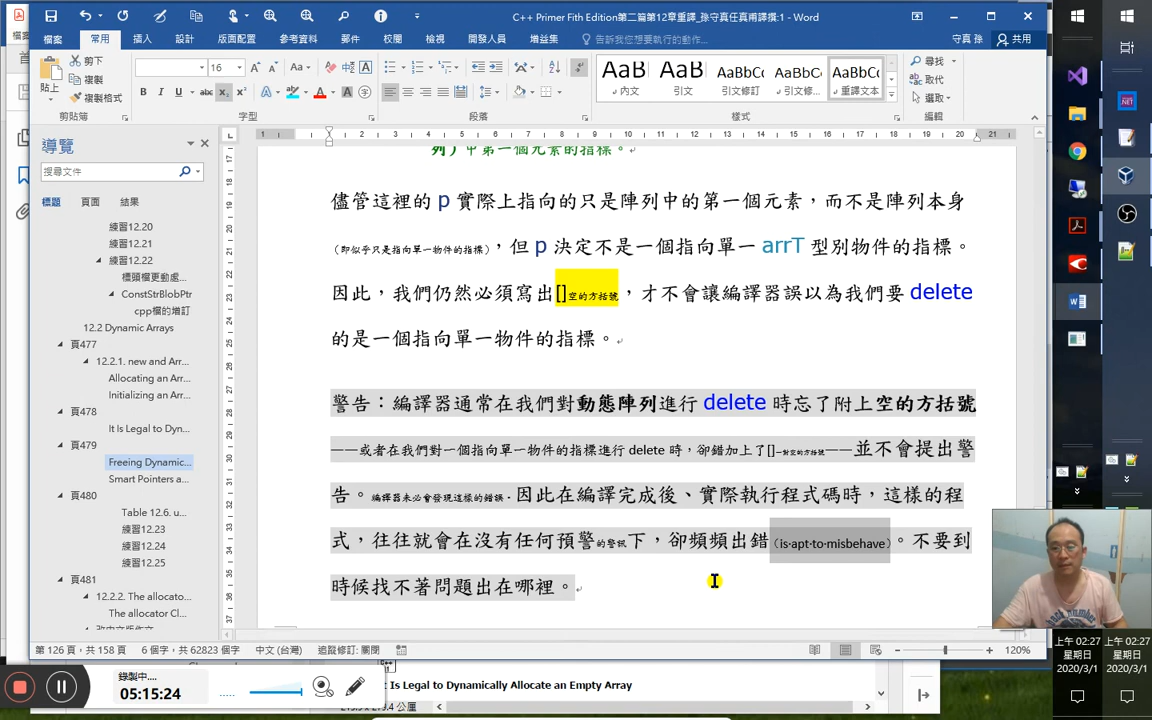 C++ Primer Fith Edition第二篇第12章重譯_孫守真任真甫譯撰:1 - Word
檔案 常用 插入 設計 版面配置 參考資料 郵件 校閱 檢視 開發人員 增益集 告訴我您想要執行的動作... 守真 孫 共用
貼上 剪下 複製 複製格式 剪貼簿
16 字型 段落
AaB AaB AaBbCc AaBbCc AaBbCc
內文 引文 引文修訂 引文修... 重譯文本 樣式
尋找 取代 選取 編輯
導覽
搜尋文件
標題 頁面 結果
練習12.20
練習12.21
練習12.22
標頭檔更動處...
ConstStrBlobPtr
cpp檔的增訂
12.2 Dynamic Arrays
頁477
12.2.1. new and Arr...
Allocating an Arr...
Initializing an Arr...
頁478
It Is Legal to Dyn...
頁479
Freeing Dynamic...
Smart Pointers a...
頁480
Table 12.6. u...
練習12.23
練習12.24
練習12.25
頁481
12.2.2. The allocato...
The allocator Cl...
列）中第一個元素的指標。
儘管這裡的 p 實際上指向的只是陣列中的第一個元素，而不是陣列本身
（即似乎只是指向單一物件的指標），但 p 決定不是一個指向單一 arrT 型別物件的指標。
因此，我們仍然必須寫出[]空的方括號，才不會讓編譯器誤以為我們要 delete
的是一個指向單一物件的指標。
警告：編譯器通常在我們對動態陣列進行 delete 時忘了附上空的方括號
——或者在我們對一個指向單一物件的指標進行 delete 時，卻錯加上了[]一對空的方括號——並不會提出警
告。編譯器未必會發現這樣的錯誤。因此在編譯完成後、實際執行程式碼時，這樣的程
式，往往就會在沒有任何預警的警訊下，卻頻頻出錯（is apt to misbehave）。不要到
時候找不著問題出在哪裡。
第 126 頁，共 158 頁 6 個字，共 62823 個字 中文 (台灣) 追蹤修訂: 關閉 120%
錄製中....
05:15:24
t Is Legal to Dynamically Allocate an Empty Array
上午 02:27
星期日
2020/3/1
上午 02:27
星期日
2020/3/1